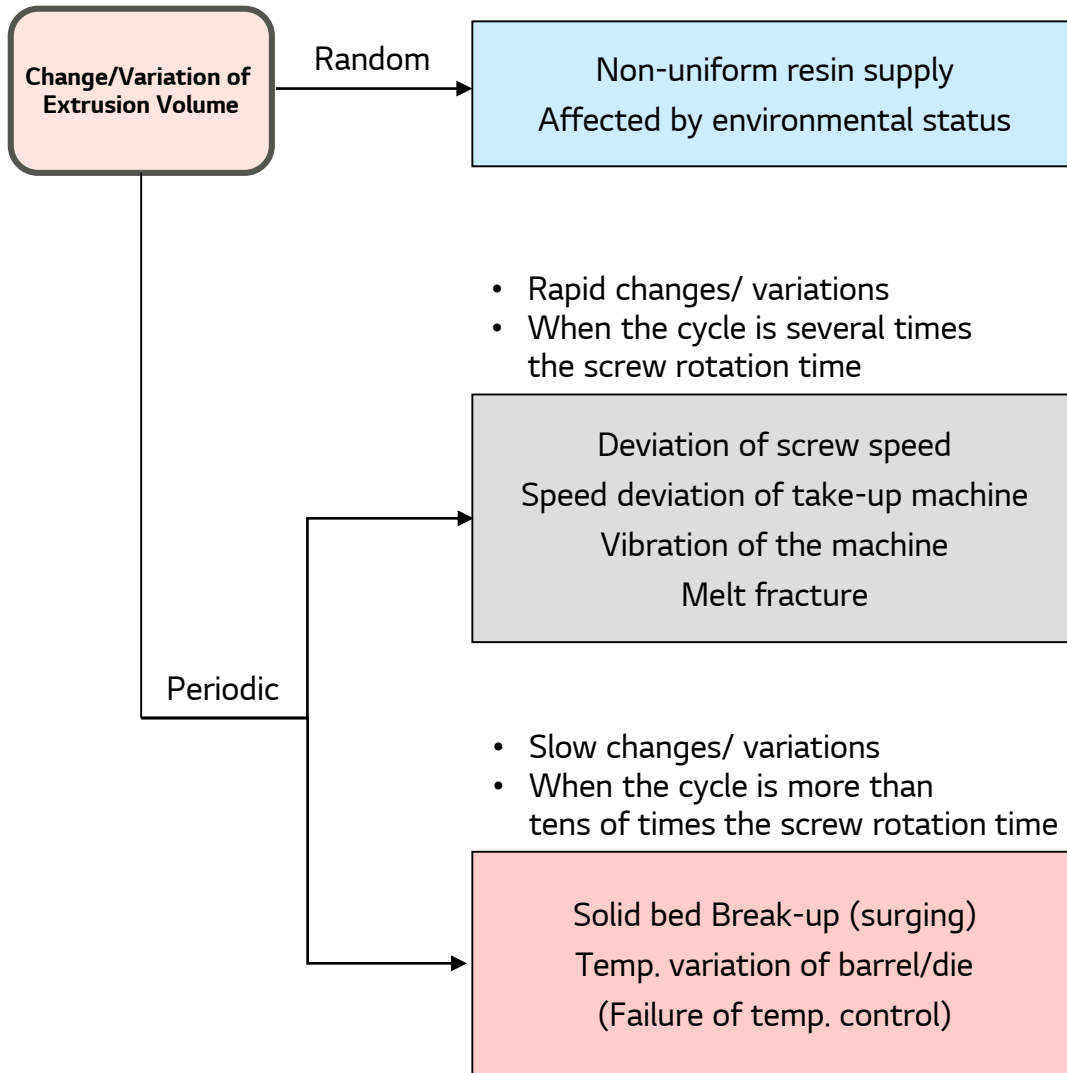 Change/Variation of
Extrusion Volume
Random
Non-uniform resin supply
Affected by environmental status
• Rapid changes/ variations
• When the cycle is several times
the screw rotation time
Deviation of screw speed
Speed deviation of take-up machine
Vibration of the machine
Melt fracture
Periodic
• Slow changes/ variations
• When the cycle is more than
tens of times the screw rotation time
Solid bed Break-up (surging)
Temp. variation of barrel/die
(Failure of temp. control)